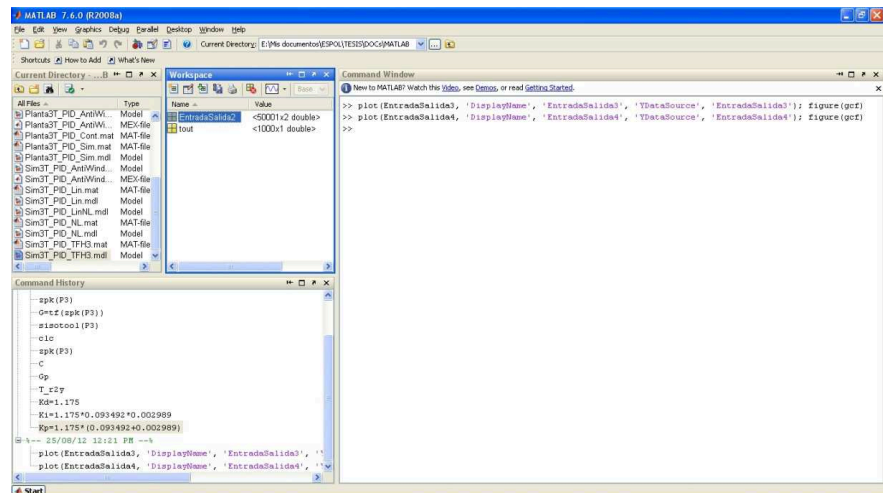 MATLAB 7.6.0 (R2008a)
File Edit View Graphics Debug Parallel Desktop Window Help
Current Directory: E:\Mis documentos\ESPOL\TESIS\DOCs\MATLAB
Shortcuts How to Add What's New
Current Directory - ...B
All Files Type
Planta3T_PID_AntiWi... Model
Planta3T_PID_AntiWi... MEX-file
Planta3T_PID_Cont.mat MAT-file
Planta3T_PID_Sim.mat MAT-file
Planta3T_PID_Sim.mdl Model
Sim3T_PID_AntiWind... Model
Sim3T_PID_AntiWind... MEX-file
Sim3T_PID_Lin.mat MAT-file
Sim3T_PID_Lin.mdl Model
Sim3T_PID_LinNL.mdl Model
Sim3T_PID_NL.mat MAT-file
Sim3T_PID_NL.mdl Model
Sim3T_PID_TFH3.mat MAT-file
Sim3T_PID_TFH3.mdl Model
Workspace
Base
Name Value
EntradaSalida2 <50001x2 double>
tout <1000x1 double>
Command Window
New to MATLAB? Watch this Video, see Demos, or read Getting Started.
>> plot(EntradaSalida3, 'DisplayName', 'EntradaSalida3', 'YDataSource', 'EntradaSalida3'); figure(gcf)
>> plot(EntradaSalida4, 'DisplayName', 'EntradaSalida4', 'YDataSource', 'EntradaSalida4'); figure(gcf)
>>
Command History
zpk(P3)
G=tf(zpk(P3))
sisotool(P3)
clc
zpk(P3)
C
Gp
T_r2y
Kd=1.175
Ki=1.175*0.093492*0.002989
Kp=1.175*(0.093492+0.002989)
%-- 25/08/12 12:21 PM --%
plot(EntradaSalida3, 'DisplayName', 'EntradaSalida3', '
plot(EntradaSalida4, 'DisplayName', 'EntradaSalida4', '
Start